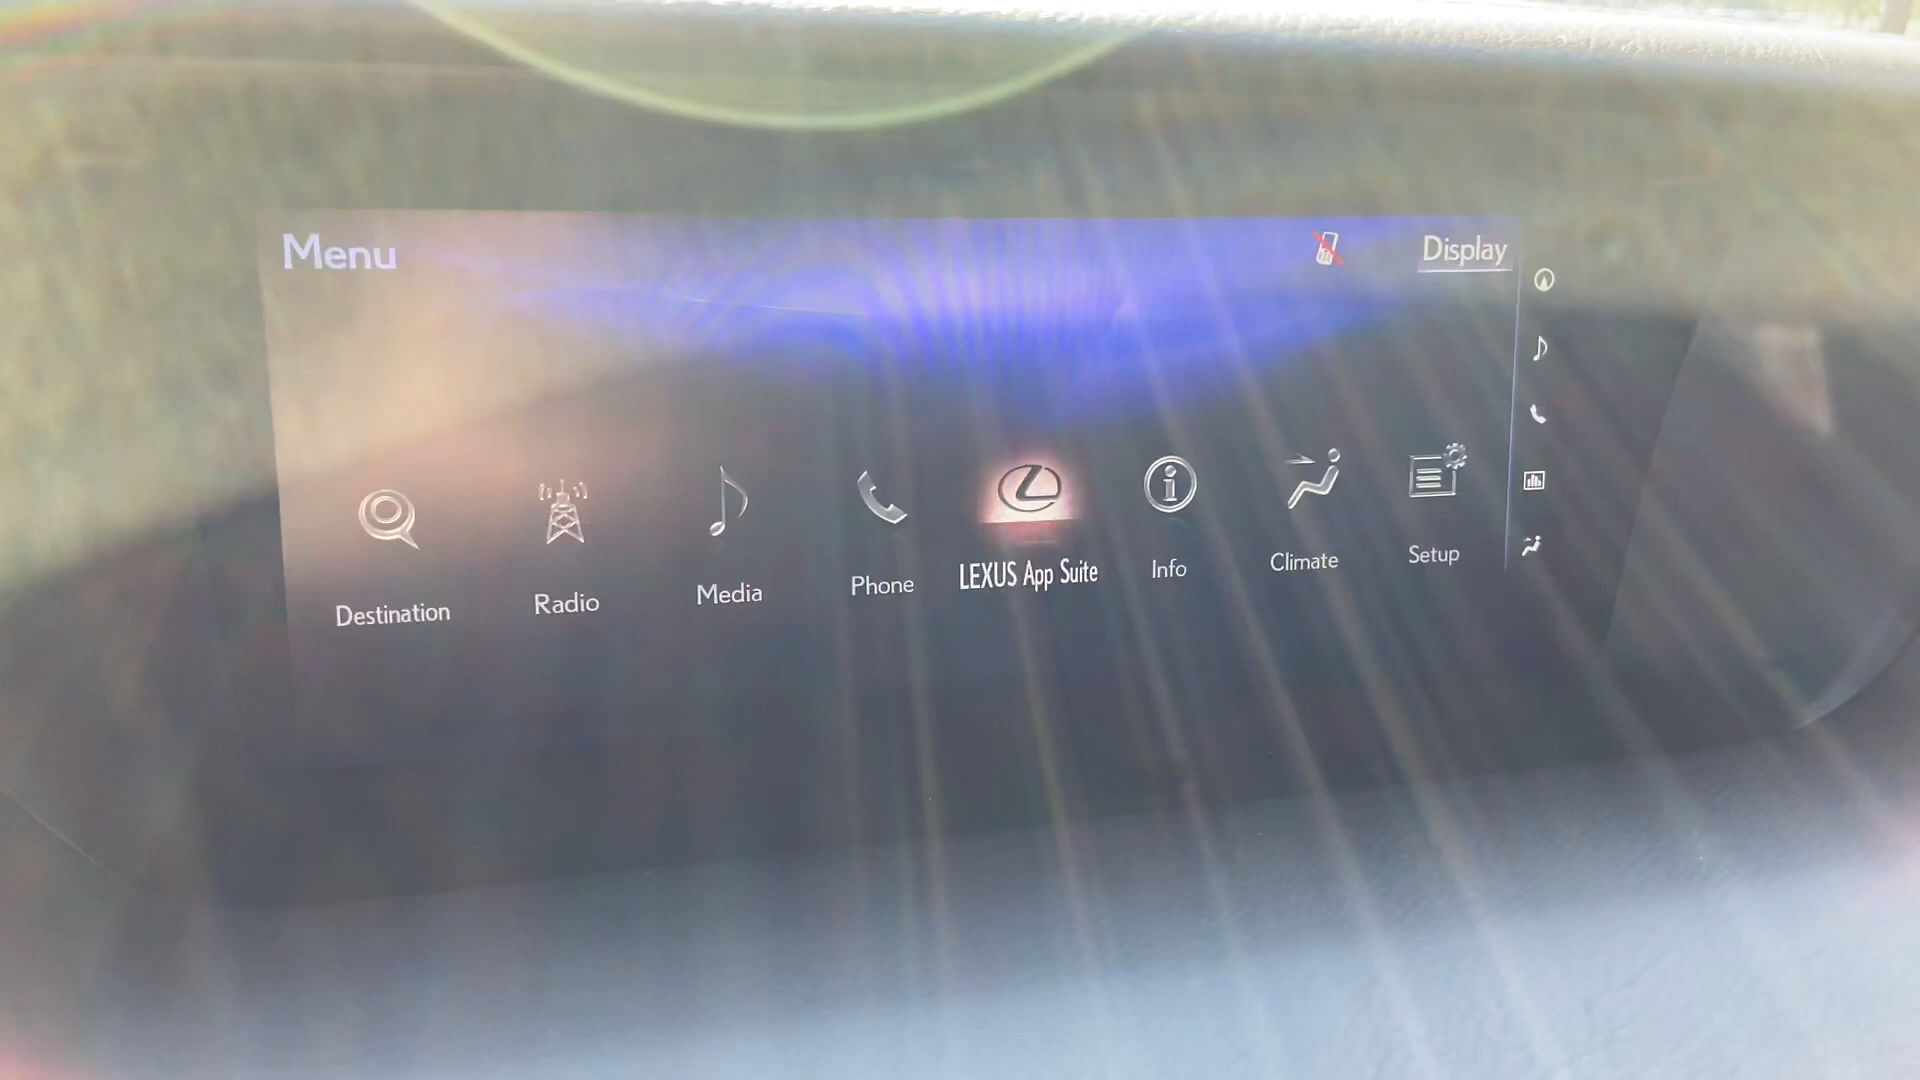 Menu
Display
Destination
Radio
Media
Phone
LEXUS App Suite
Info
Climate
Setup